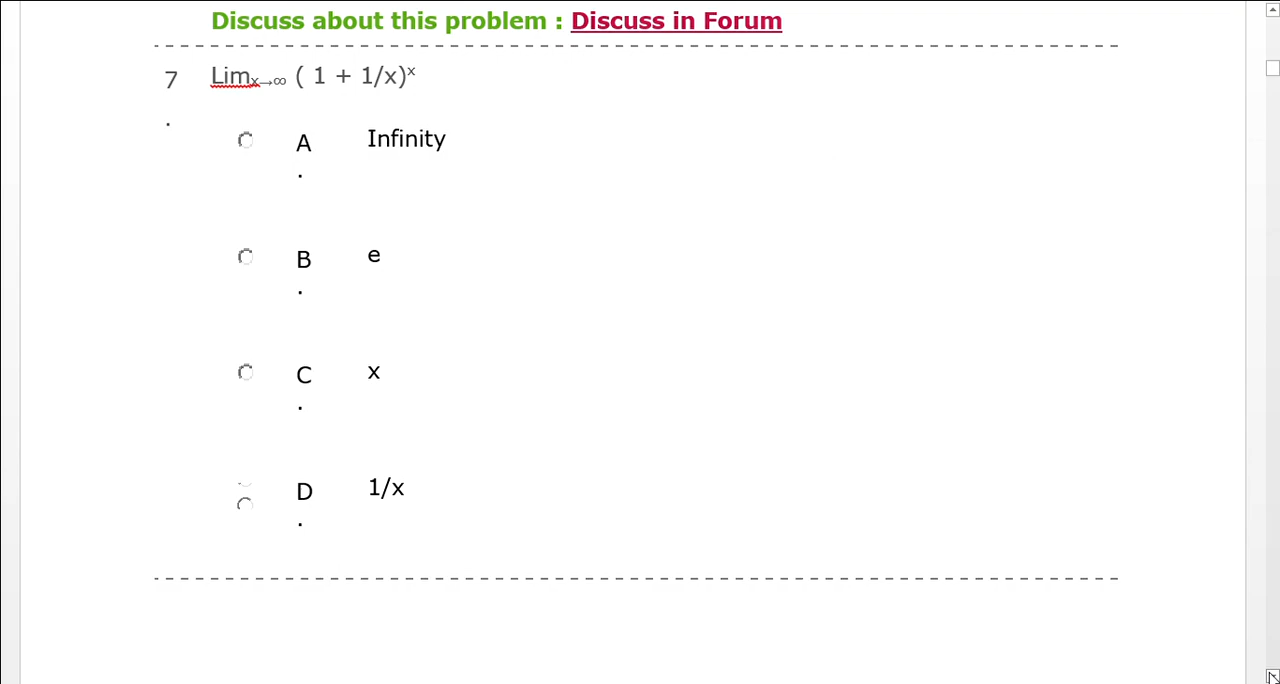 Discuss about this problem : Discuss in Forum
7 Limx→∞ ( 1 + 1/x)ˣ
.
A Infinity
.
B e
.
C x
.
D 1/x
.